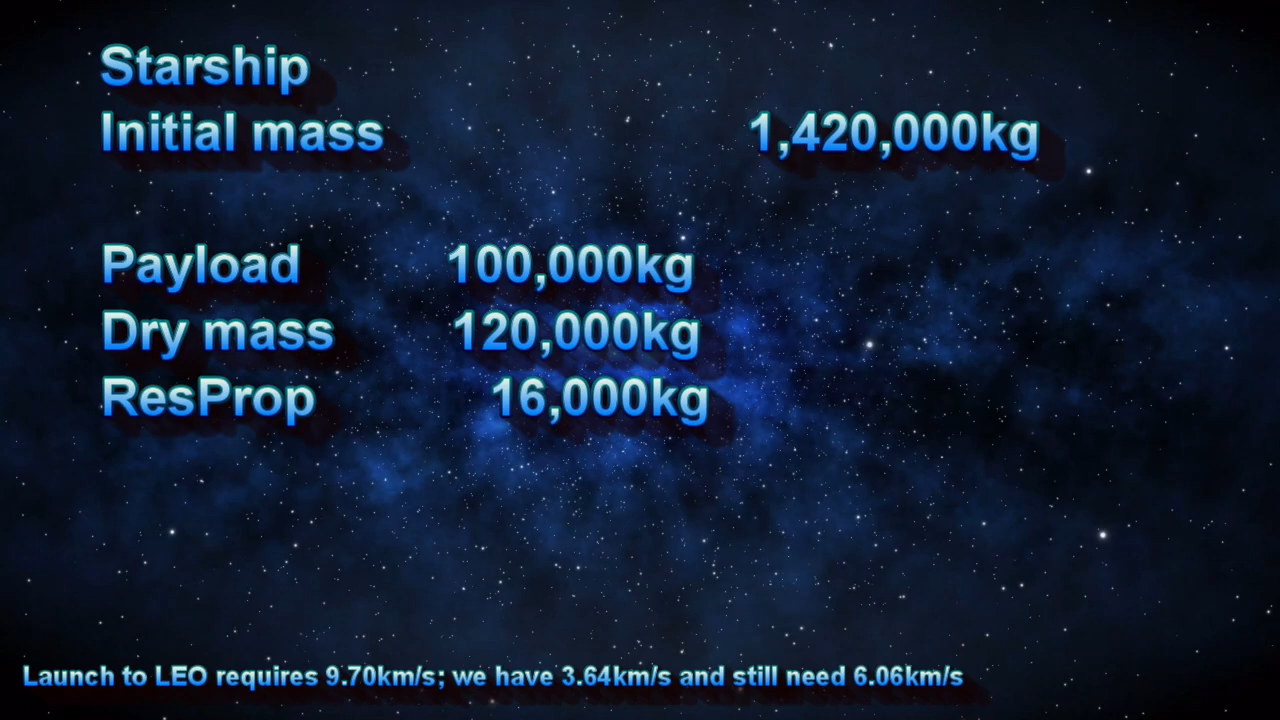 Starship
Initial mass 1,420,000kg
Payload 100,000kg
Dry mass 120,000kg
ResProp 16,000kg
Launch to LEO requires 9.70km/s; we have 3.64km/s and still need 6.06km/s